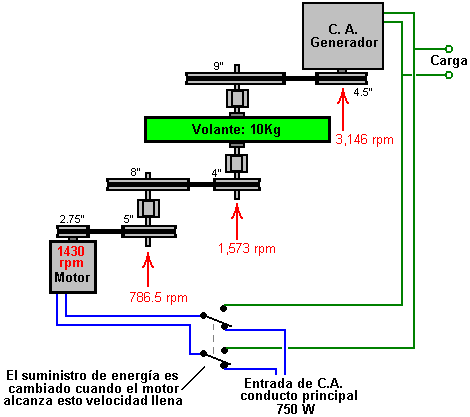 C. A.
Generador
9"
4.5"
Carga
Volante: 10Kg
3,146 rpm
8"
4"
2.75"
5"
1,573 rpm
1430
rpm
Motor
786.5 rpm
El suministro de energía es
cambiado cuando el motor
alcanza esto velocidad llena
Entrada de C.A.
conducto principal
750 W